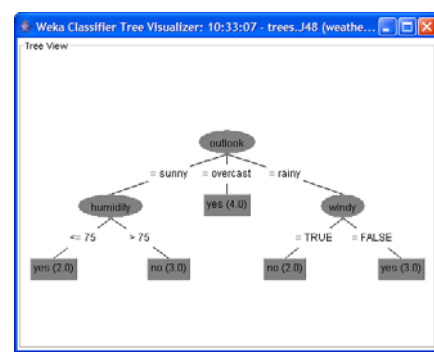 Weka Classifier Tree Visualizer: 10:33:07 - trees.J48 (weathe...
Tree View
outlook
= sunny = overcast = rainy
humidity yes (4.0) windy
<= 75 > 75 = TRUE = FALSE
yes (2.0) no (3.0) no (2.0) yes (3.0)